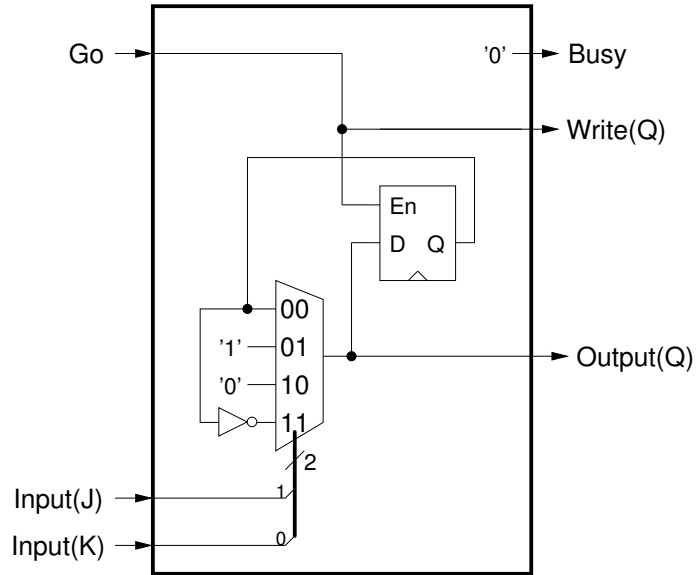 Go
'0'
Busy
Write(Q)
En
D
Q
00
'1'
01
'0'
10
11
Output(Q)
2
Input(J)
1
Input(K)
0